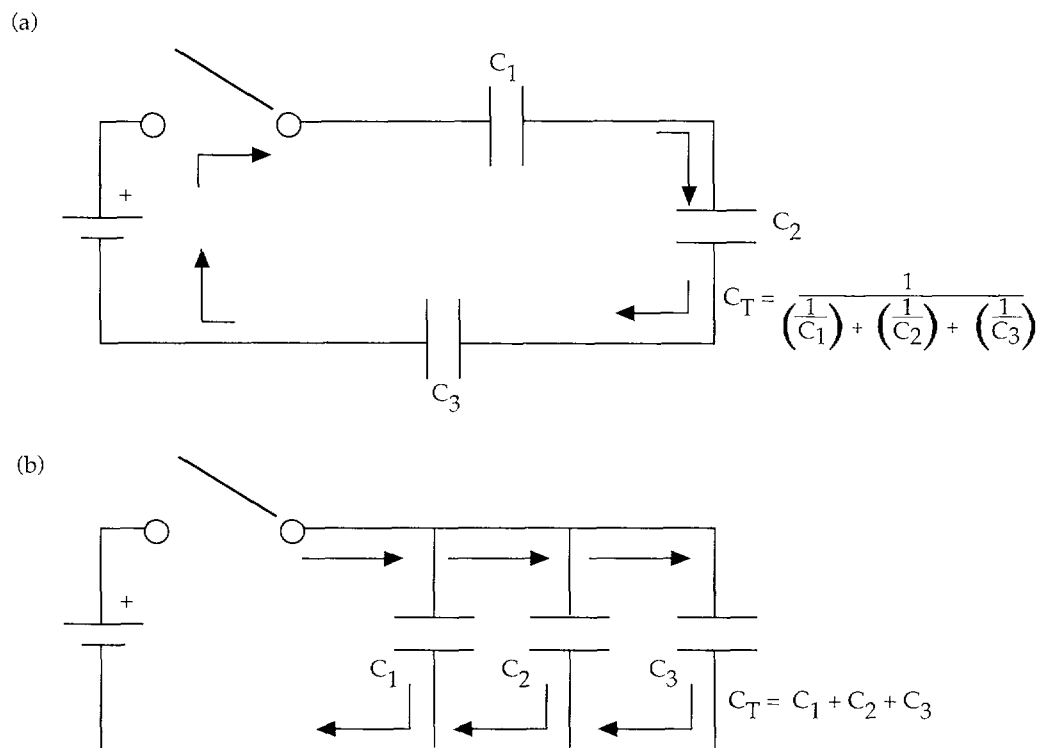 (a)
C1
+
C2
CT = 1 / ((1/C1) + (1/C2) + (1/C3))
C3
(b)
+
C1 C2 C3
CT = C1 + C2 + C3